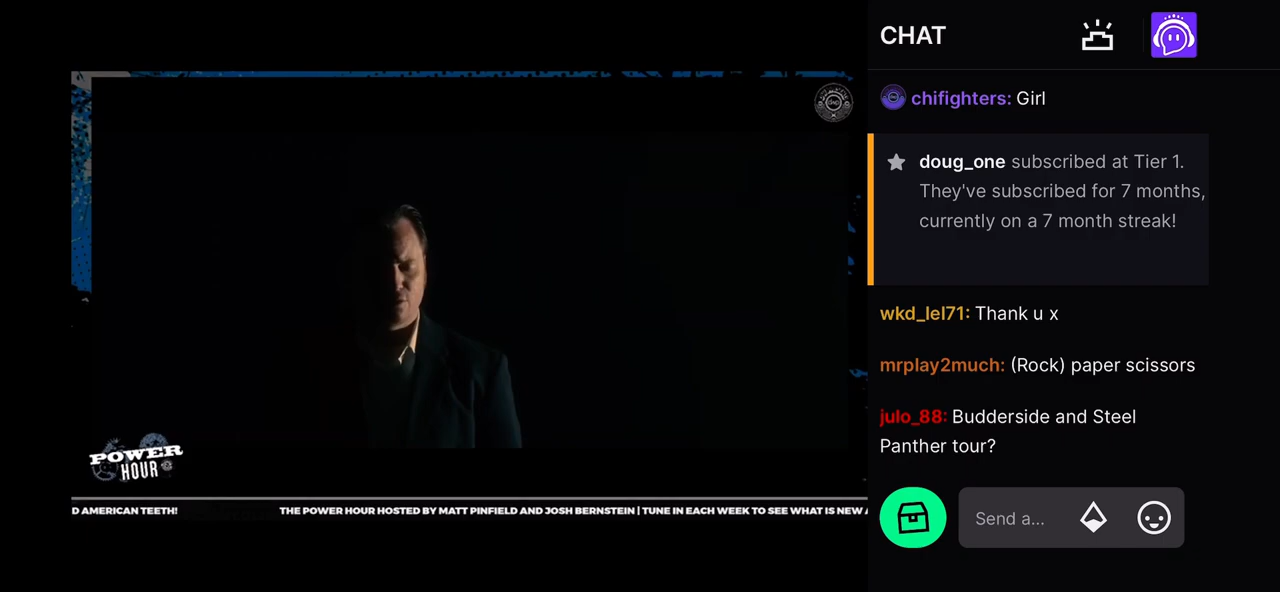 CHAT
chifighters: Girl
doug_one subscribed at Tier 1.
They've subscribed for 7 months,
currently on a 7 month streak!
wkd_lel71: Thank u x
mrplay2much: (Rock) paper scissors
julo_88: Budderside and Steel
Panther tour?
Send a...
POWER
HOUR
D AMERICAN TEETH! THE POWER HOUR HOSTED BY MATT PINFIELD AND JOSH BERNSTEIN | TUNE IN EACH WEEK TO SEE WHAT IS NEW